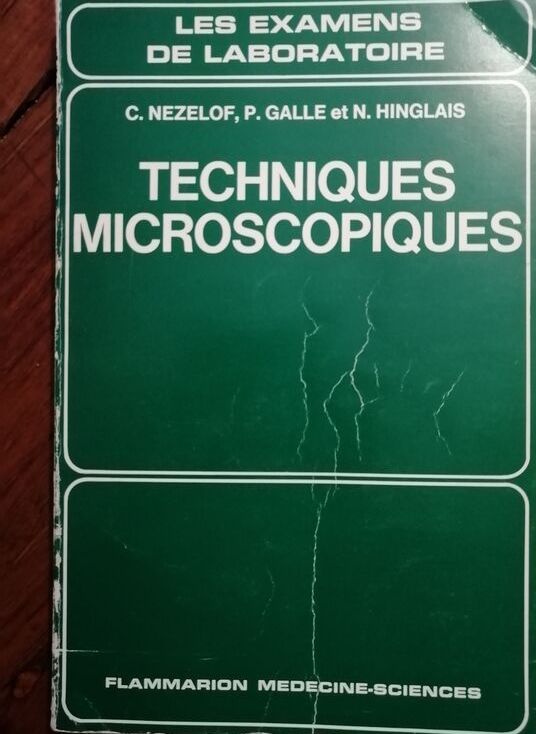 LES EXAMENS
DE LABORATOIRE
C. NEZELOF, P. GALLE et N. HINGLAIS
TECHNIQUES
MICROSCOPIQUES
FLAMMARION MEDECINE-SCIENCES